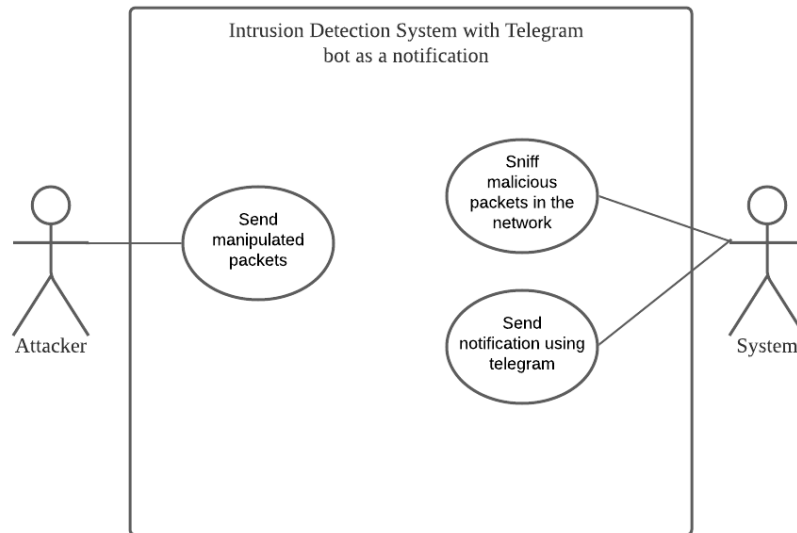 Intrusion Detection System with Telegram
bot as a notification
Sniff
malicious
packets in the
network
Send
manipulated
packets
Send
notification using
telegram
Attacker
System